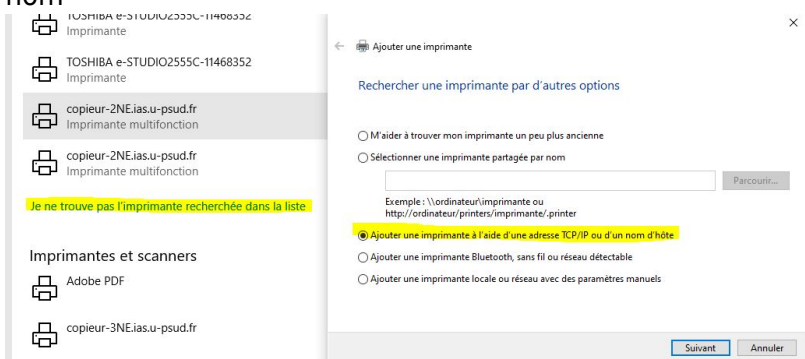 nom
TOSHIBA e-STUDIO2555C-11468352
Imprimante
TOSHIBA e-STUDIO2555C-11468352
Imprimante
copieur-2NE.ias.u-psud.fr
Imprimante multifonction
copieur-2NE.ias.u-psud.fr
Imprimante multifonction
Je ne trouve pas l'imprimante recherchée dans la liste
Imprimantes et scanners
Adobe PDF
copieur-3NE.ias.u-psud.fr
Ajouter une imprimante
Rechercher une imprimante par d'autres options
M'aider à trouver mon imprimante un peu plus ancienne
Sélectionner une imprimante partagée par nom
Parcourir...
Exemple : \\ordinateur\imprimante ou
http://ordinateur/printers/imprimante/.printer
Ajouter une imprimante à l'aide d'une adresse TCP/IP ou d'un nom d'hôte
Ajouter une imprimante Bluetooth, sans fil ou réseau détectable
Ajouter une imprimante locale ou réseau avec des paramètres manuels
Suivant
Annuler